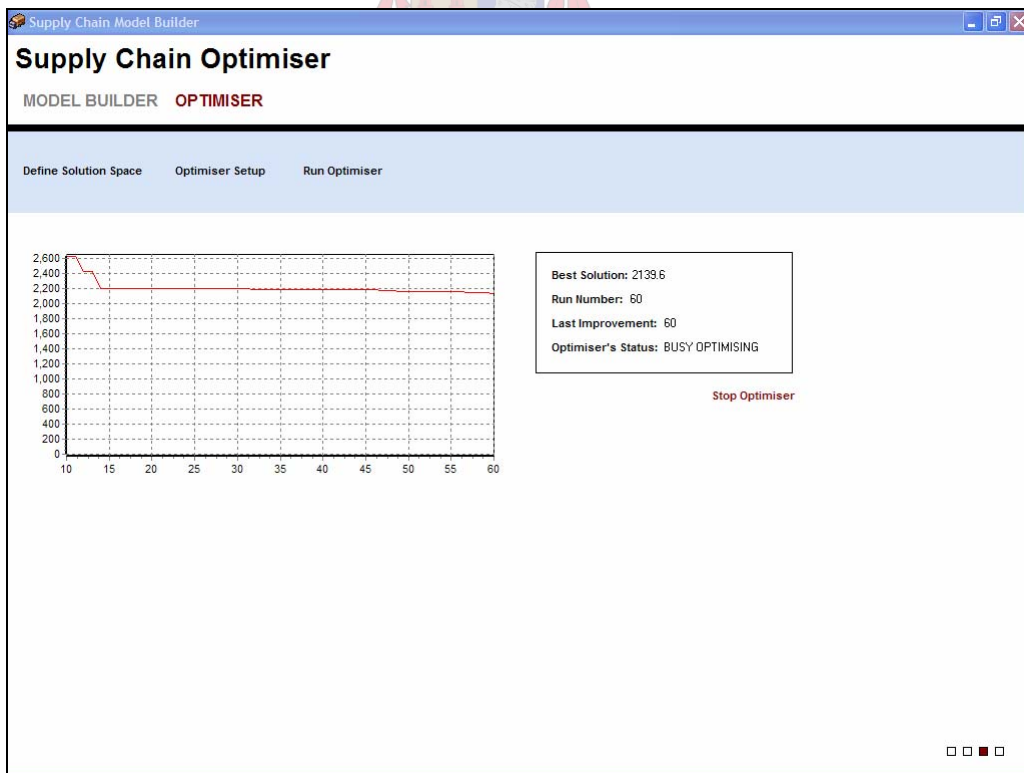 Supply Chain Model Builder
Supply Chain Optimiser
MODEL BUILDER OPTIMISER
Define Solution Space Optimiser Setup Run Optimiser
2,600
2,400
2,200
2,000
1,800
1,600
1,400
1,200
1,000
800
600
400
200
0
10 15 20 25 30 35 40 45 50 55 60
Best Solution: 2139.6
Run Number: 60
Last Improvement: 60
Optimiser's Status: BUSY OPTIMISING
Stop Optimiser